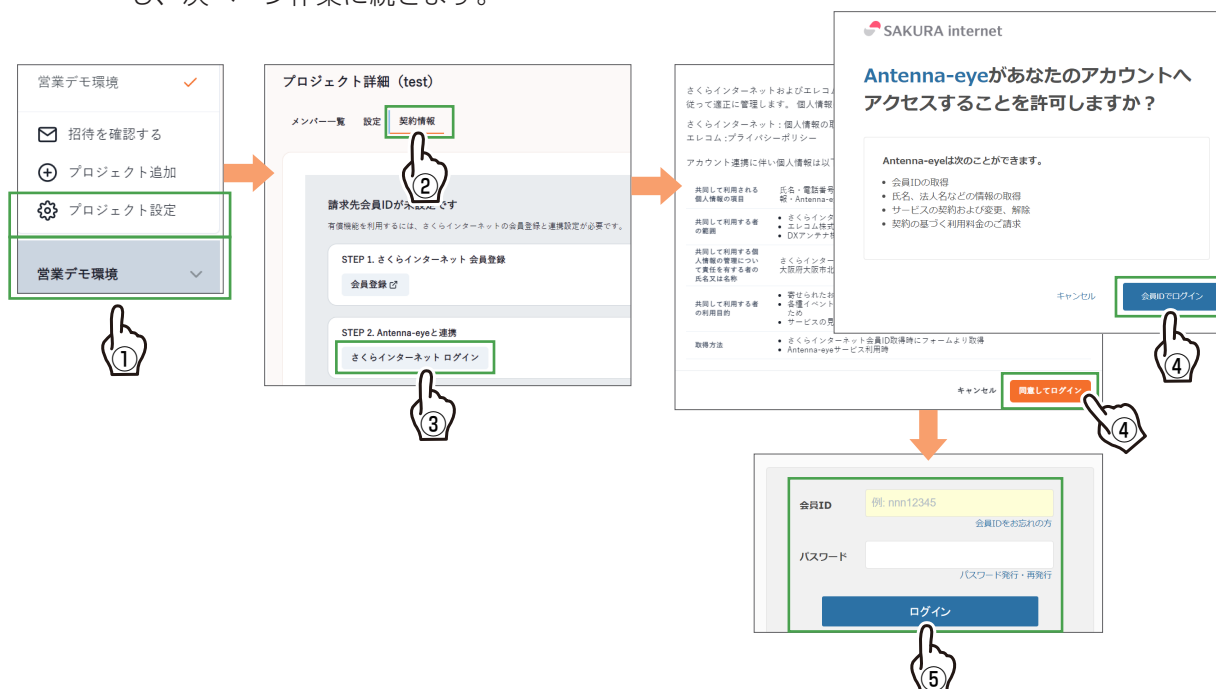 営業デモ環境
招待を確認する
プロジェクト追加
プロジェクト設定
営業デモ環境
①
プロジェクト詳細（test）
メンバー一覧 設定 契約情報
②
請求先会員IDが未設定です
有償機能を利用するには、さくらインターネットの会員登録と連携設定が必要です。
STEP 1. さくらインターネット 会員登録
会員登録
STEP 2. Antenna-eyeと連携
さくらインターネット ログイン
③
さくらインターネットおよびエレコム
従って適正に管理します。 個人情報
さくらインターネット：個人情報の取
エレコム:プライバシーポリシー
アカウント連携に伴い個人情報は以下
共同して利用される
個人情報の項目
氏名・電話番号
報・Antenna-e
共同して利用する者
の範囲
• さくらインタ
• エレコム株式
• DXアンテナ株
共同して利用する個
人情報の管理につい
て責任を有する者の
氏名又は名称
さくらインター
大阪府大阪市北
共同して利用する者
の利用目的
• 寄せられたお
• 各種イベント
ため
• サービスの見
取得方法
• さくらインターネット会員ID取得時にフォームより取得
• Antenna-eyeサービス利用時
キャンセル 同意してログイン
④
SAKURA internet
Antenna-eyeがあなたのアカウントへ
アクセスすることを許可しますか？
Antenna-eyeは次のことができます。
• 会員IDの取得
• 氏名、法人名などの情報の取得
• サービスの契約および変更、解除
• 契約の基づく利用料金のご請求
キャンセル 会員IDでログイン
④
会員ID 例: nnn12345
会員IDをお忘れの方
パスワード
パスワード発行・再発行
ログイン
⑤